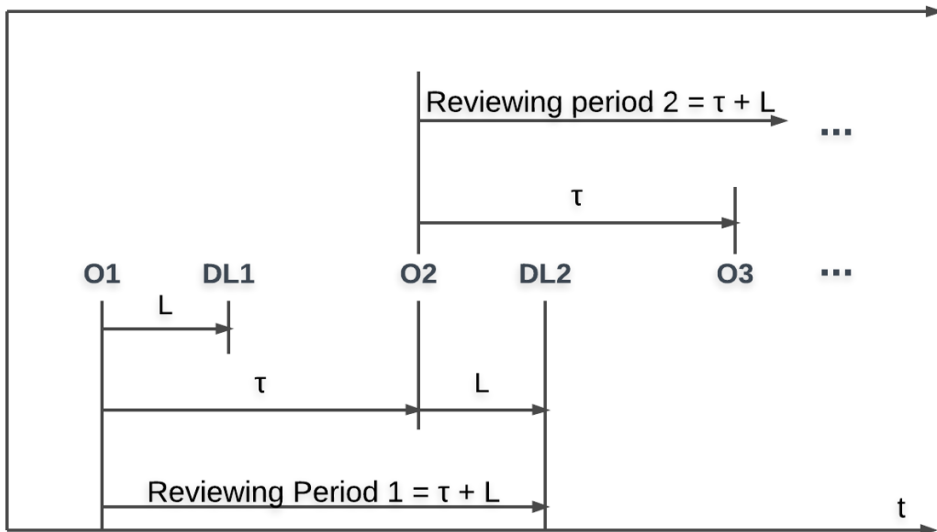 Reviewing period 2 = τ + L
...
τ
O1 DL1 O2 DL2 O3 ...
L
τ L
Reviewing Period 1 = τ + L
t